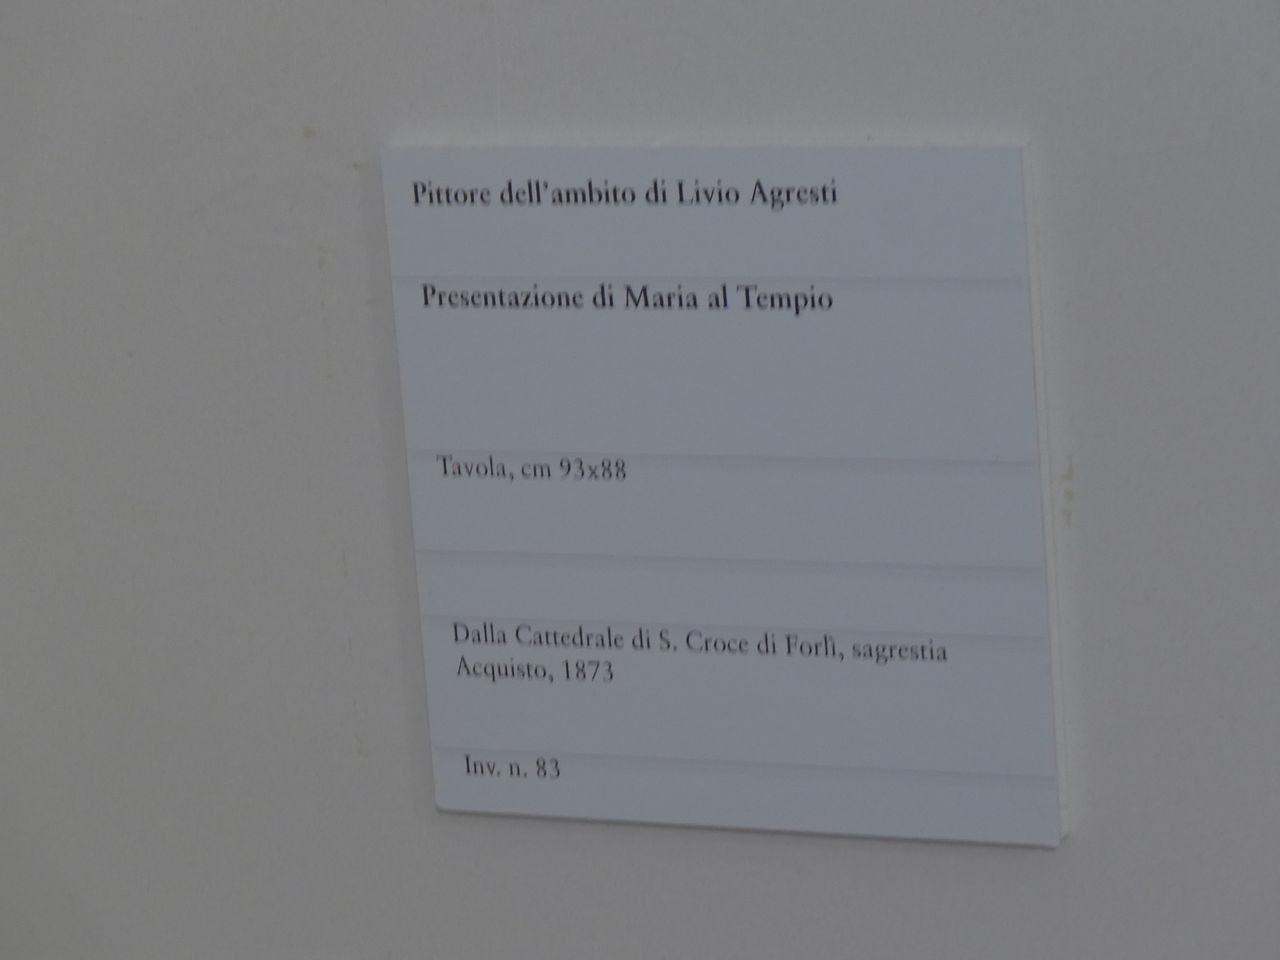 Pittore dell'ambito di Livio Agresti
Presentazione di Maria al Tempio
Tavola, cm 93x88
Dalla Cattedrale di S. Croce di Forlì, sagrestia
Acquisto, 1873
Inv. n. 83